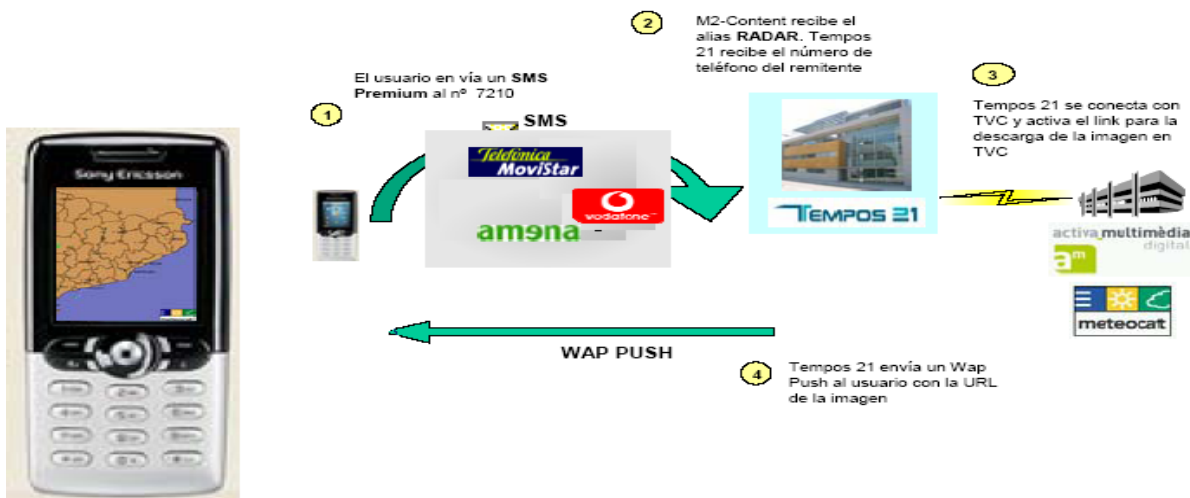 Sony Ericsson
1
El usuario en vía un SMS
Premium al nº 7210
SMS
Telefónica
MoviStar
vodafone™
amena
2
M2-Content recibe el
alias RADAR. Tempos
21 recibe el número de
teléfono del remitente
TEMPOS 21
3
Tempos 21 se conecta con
TVC y activa el link para la
descarga de la imagen en
TVC
activa multimèdia
digital
am
meteocat
WAP PUSH
4
Tempos 21 envía un Wap
Push al usuario con la URL
de la imagen